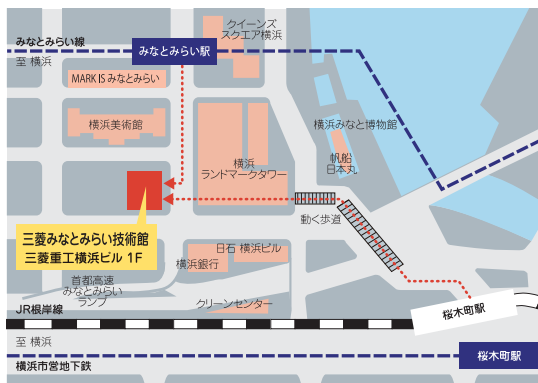 クイーンズ
スクエア横浜
みなとみらい線
みなとみらい駅
至 横浜
MARK IS みなとみらい
横浜美術館
横浜みなと博物館
帆船
日本丸
横浜
ランドマークタワー
動く歩道
三菱みなとみらい技術館
三菱重工横浜ビル 1F
日石 横浜ビル
横浜銀行
首都高速
みなとみらい
ランプ
クリーンセンター
JR根岸線
桜木町駅
至 横浜
桜木町駅
横浜市営地下鉄